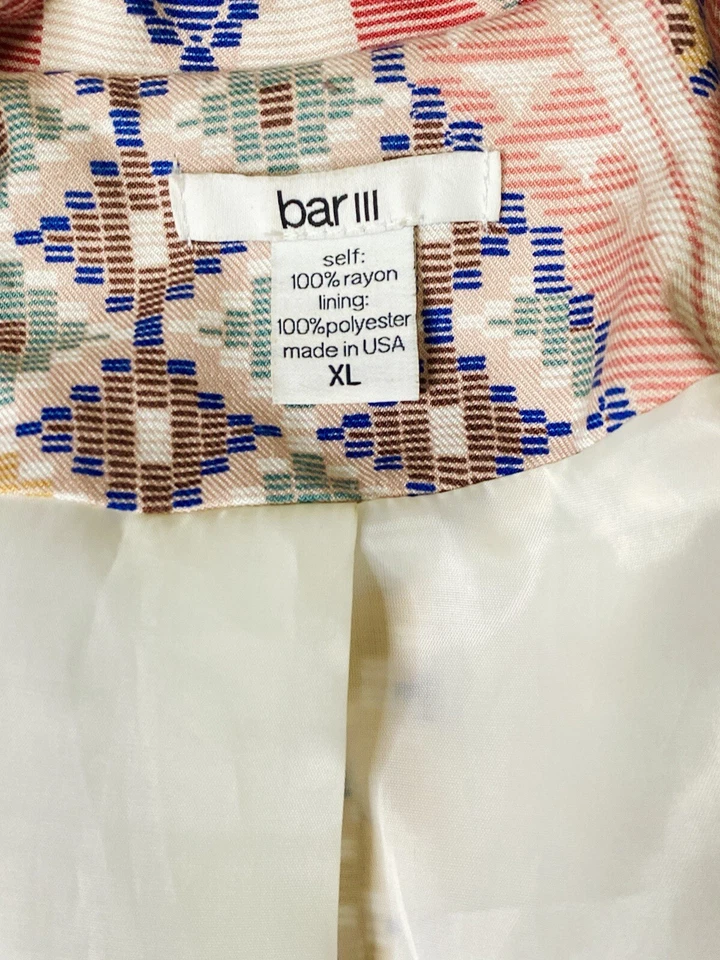 bar III
self:
100% rayon
lining:
100%polyester
made in USA
XL